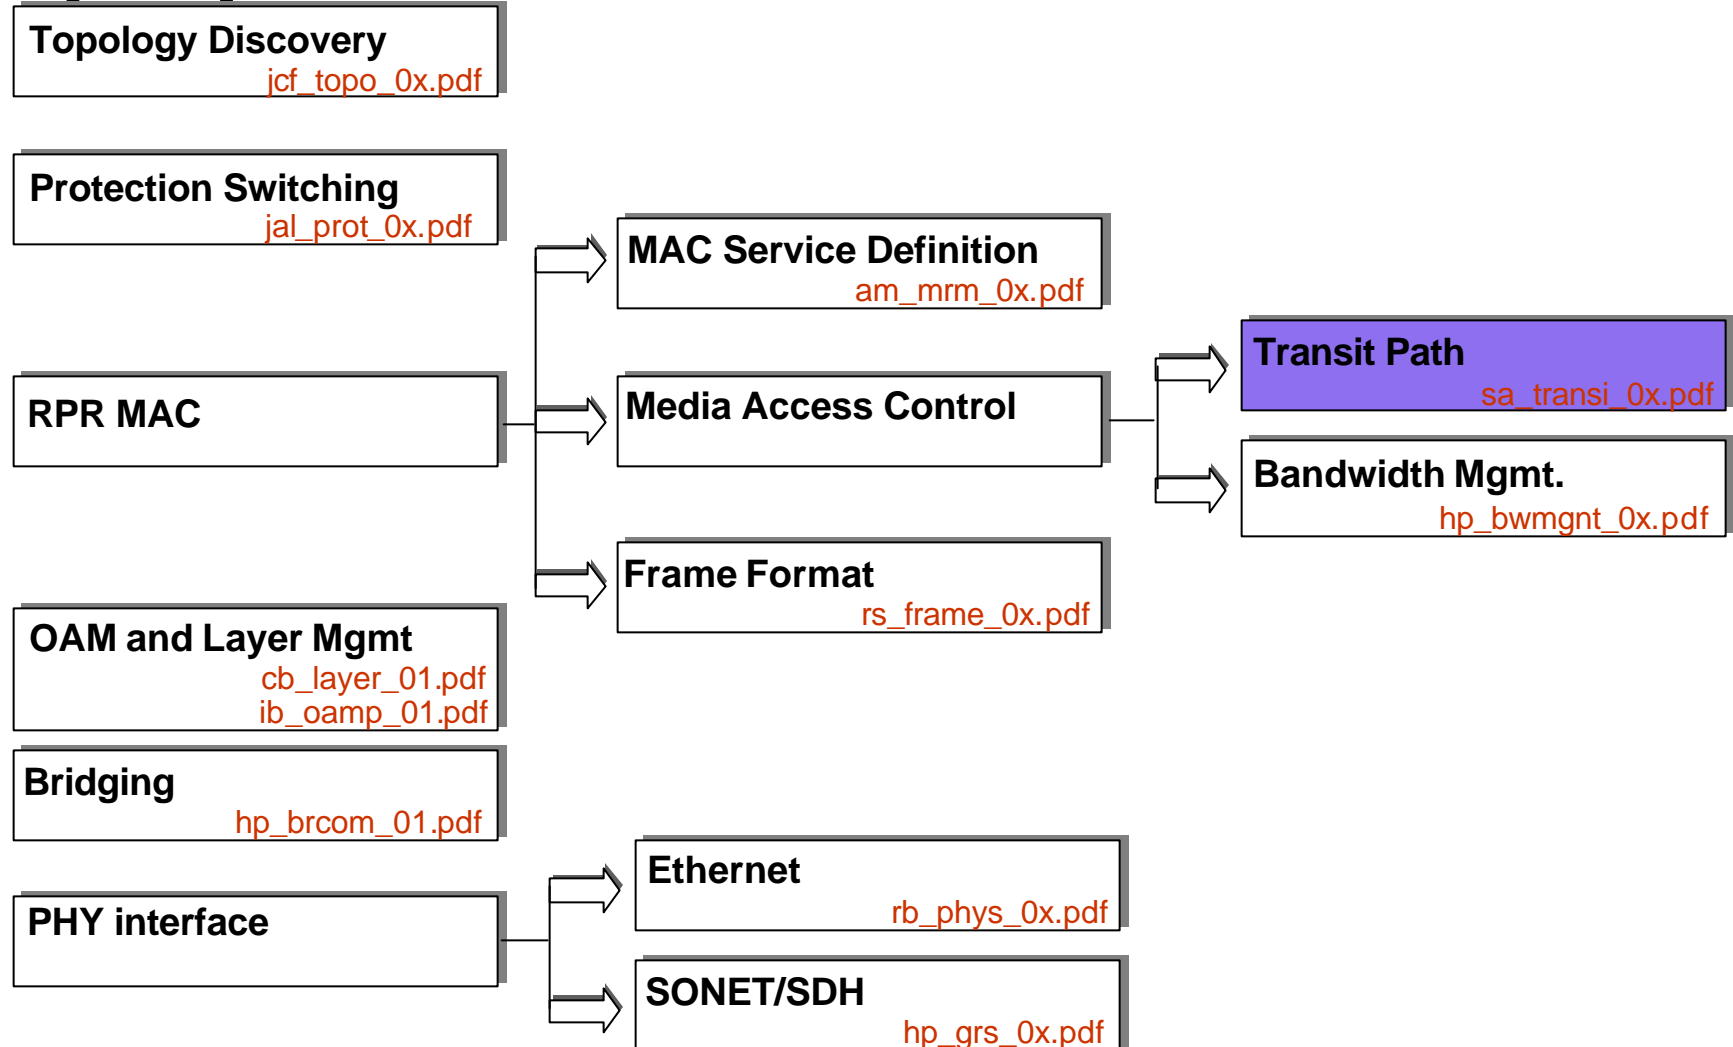 Topology Discovery
jcf_topo_0x.pdf
Protection Switching
jal_prot_0x.pdf
MAC Service Definition
am_mrm_0x.pdf
Transit Path
sa_transi_0x.pdf
RPR MAC
Media Access Control
Bandwidth Mgmt.
hp_bwmgnt_0x.pdf
Frame Format
rs_frame_0x.pdf
OAM and Layer Mgmt
cb_layer_01.pdf
ib_oamp_01.pdf
Bridging
hp_brcom_01.pdf
Ethernet
rb_phys_0x.pdf
PHY interface
SONET/SDH
hp_grs_0x.pdf